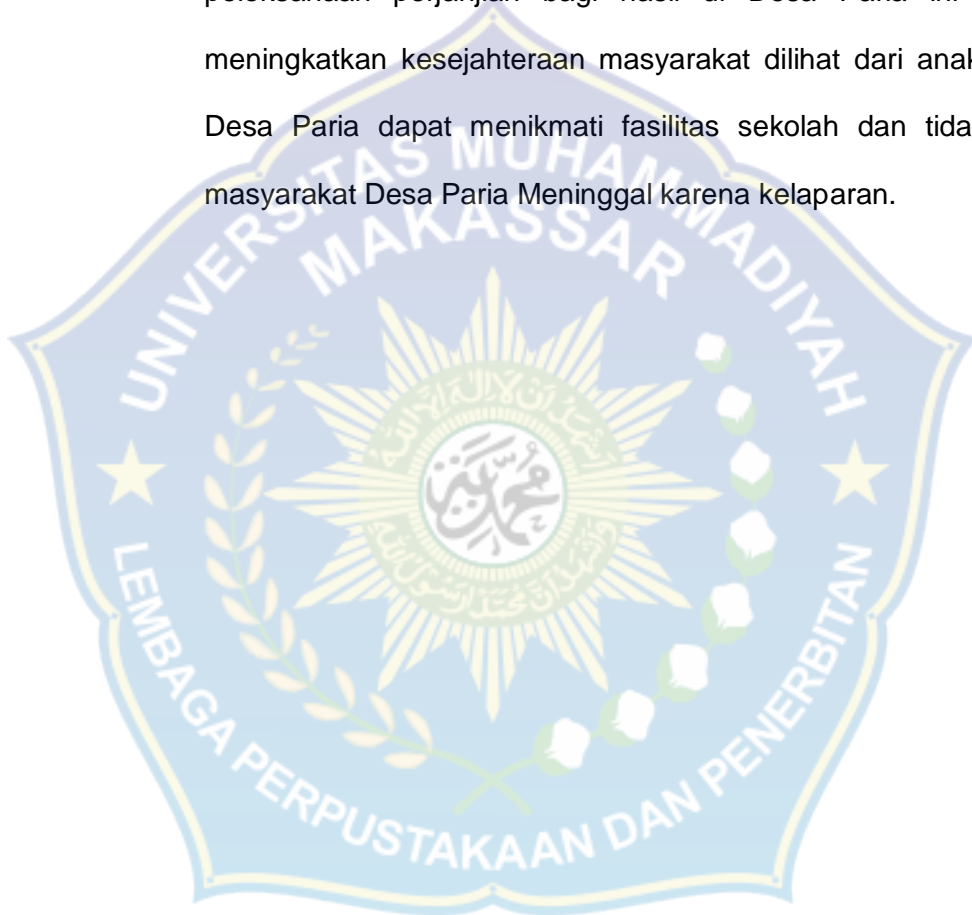 meningkatkan kesejahteraan masyarakat dilihat dari anak
Desa Paria dapat menikmati fasilitas sekolah dan tida
masyarakat Desa Paria Meninggal karena kelaparan.
UNIVERSITAS MUHAMMADIYAH
MAKASSAR
LEMBAGA PERPUSTAKAAN DAN PENERBITAN